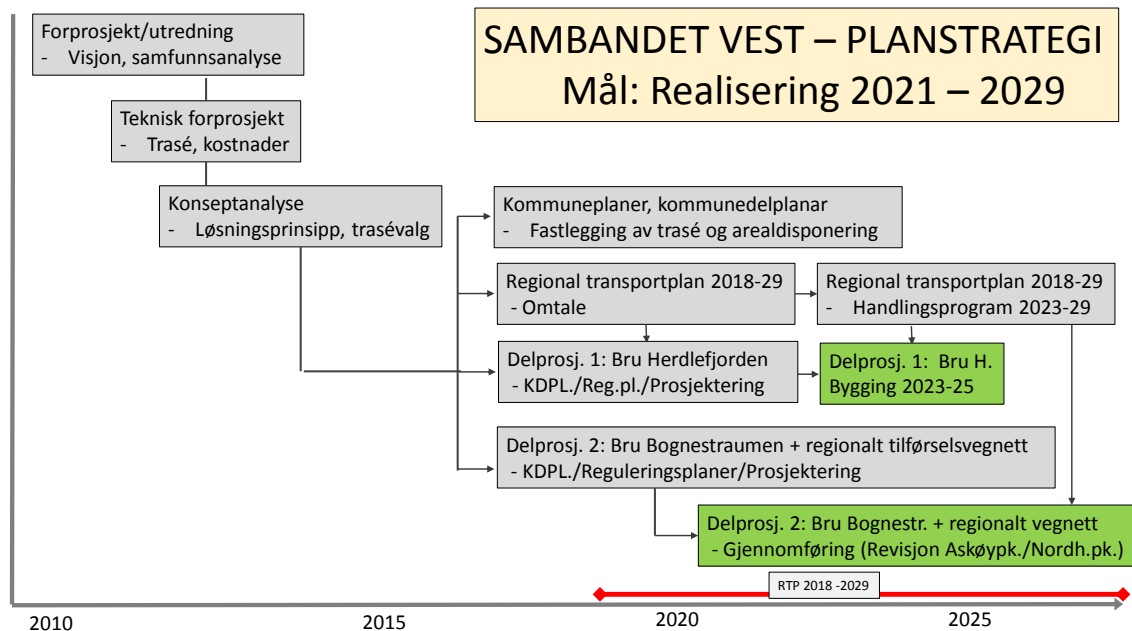 SAMBANDET VEST – PLANSTRATEGI
Mål: Realisering 2021 – 2029
Forprosjekt/utredning
- Visjon, samfunnsanalyse
Teknisk forprosjekt
- Trasé, kostnader
Konseptanalyse
- Løsningsprinsipp, trasévalg
Kommuneplaner, kommunedelplanar
- Fastlegging av trasé og arealdisponering
Regional transportplan 2018-29
- Omtale
Regional transportplan 2018-29
- Handlingsprogram 2023-29
Delprosj. 1: Bru Herdlefjorden
- KDPL./Reg.pl./Prosjektering
Delprosj. 1: Bru H.
Bygging 2023-25
Delprosj. 2: Bru Bognestraumen + regionalt tilførselsvegnett
- KDPL./Reguleringsplaner/Prosjektering
Delprosj. 2: Bru Bognestr. + regionalt vegnett
- Gjennomføring (Revisjon Askøypk./Nordh.pk.)
RTP 2018 -2029
2010
2015
2020
2025